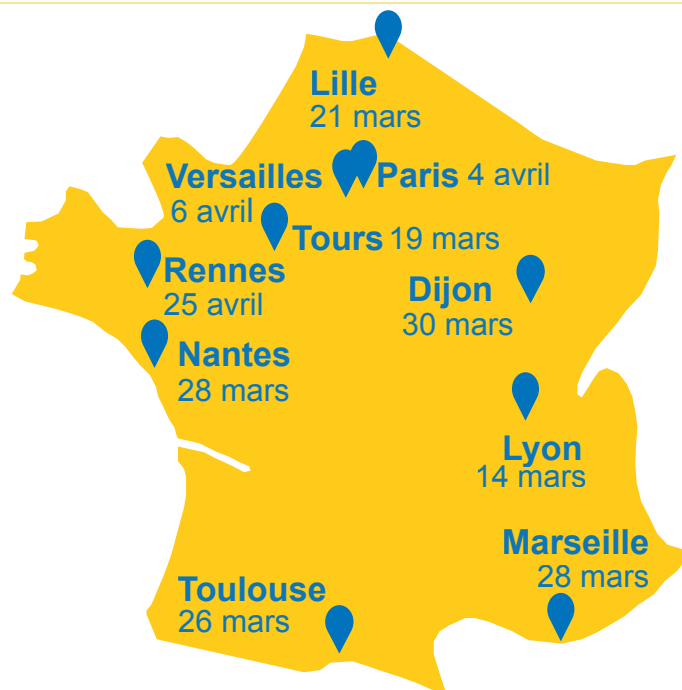 Lille
21 mars
Versailles
6 avril
Paris 4 avril
Tours 19 mars
Rennes
25 avril
Dijon
30 mars
Nantes
28 mars
Lyon
14 mars
Marseille
28 mars
Toulouse
26 mars